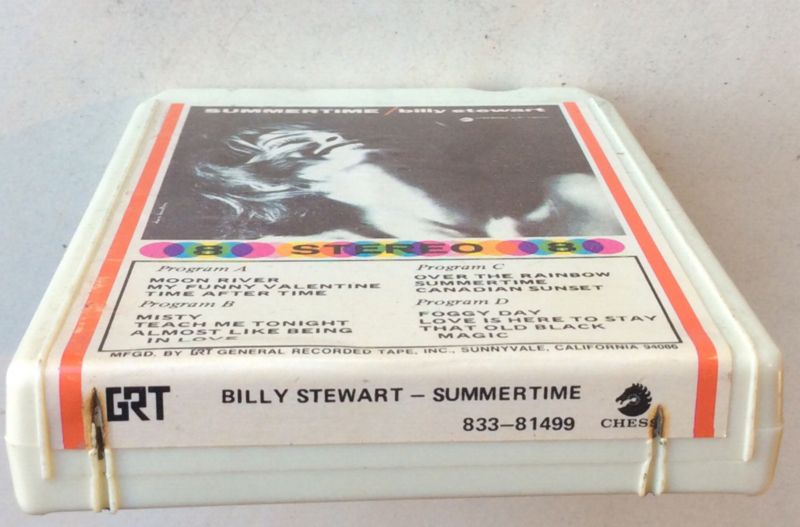 SUMMERTIME / billy stewart
8 STEREO 8
Program A
MOON RIVER
MY FUNNY VALENTINE
TIME AFTER TIME
Program B
MISTY
TEACH ME TONIGHT
ALMOST LIKE BEING
IN LOVE
Program C
OVER THE RAINBOW
SUMMERTIME
CANADIAN SUNSET
Program D
FOGGY DAY
LOVE IS HERE TO STAY
THAT OLD BLACK
MAGIC
MFGD. BY GRT GENERAL RECORDED TAPE, INC., SUNNYVALE, CALIFORNIA 94086
GRT
BILLY STEWART – SUMMERTIME
833–81499
CHESS